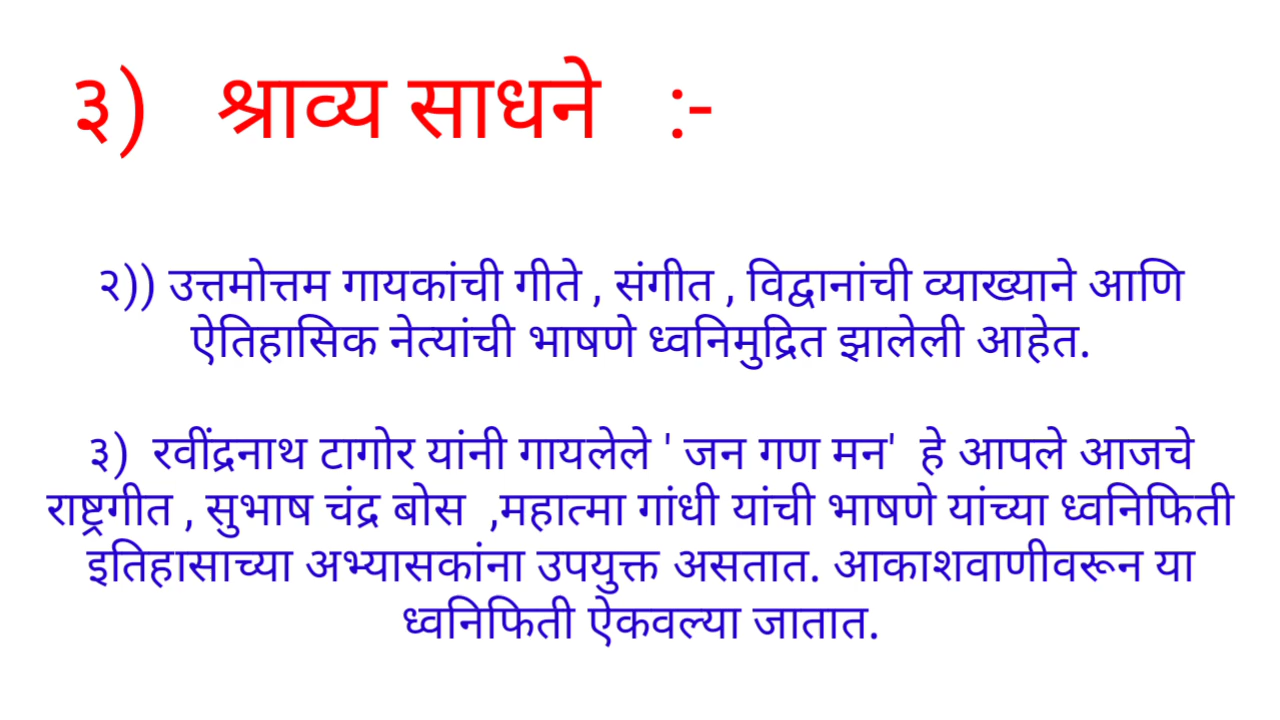 ३)   श्राव्य साधने   :-
२)) उत्तमोत्तम गायकांची गीते , संगीत , विद्वानांची व्याख्याने आणि
ऐतिहासिक नेत्यांची भाषणे ध्वनिमुद्रित झालेली आहेत.
३)  रवींद्रनाथ टागोर यांनी गायलेले ' जन गण मन'  हे आपले आजचे
राष्ट्रगीत , सुभाष चंद्र बोस  ,महात्मा गांधी यांची भाषणे यांच्या ध्वनिफिती
इतिहासाच्या अभ्यासकांना उपयुक्त असतात. आकाशवाणीवरून या
ध्वनिफिती ऐकवल्या जातात.